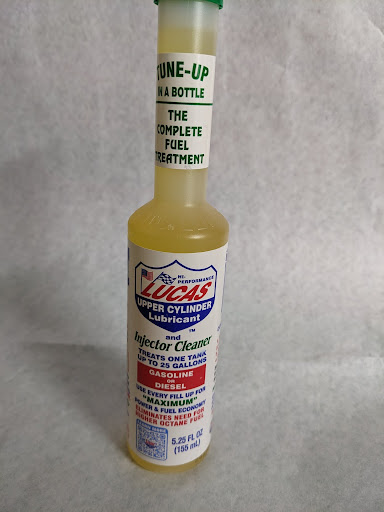 TUNE-UP
IN A BOTTLE
THE
COMPLETE
FUEL
TREATMENT
HI-
PERFORMANCE
LUCAS
UPPER CYLINDER
Lubricant
TM
and
Injector Cleaner
TREATS ONE TANK
UP TO 25 GALLONS
GASOLINE
OR
DIESEL
USE EVERY FILL UP FOR
"MAXIMUM"
POWER & FUEL ECONOMY
ELIMINATES NEED FOR
HIGHER OCTANE FUEL
5.25 FL OZ
(155 mL)